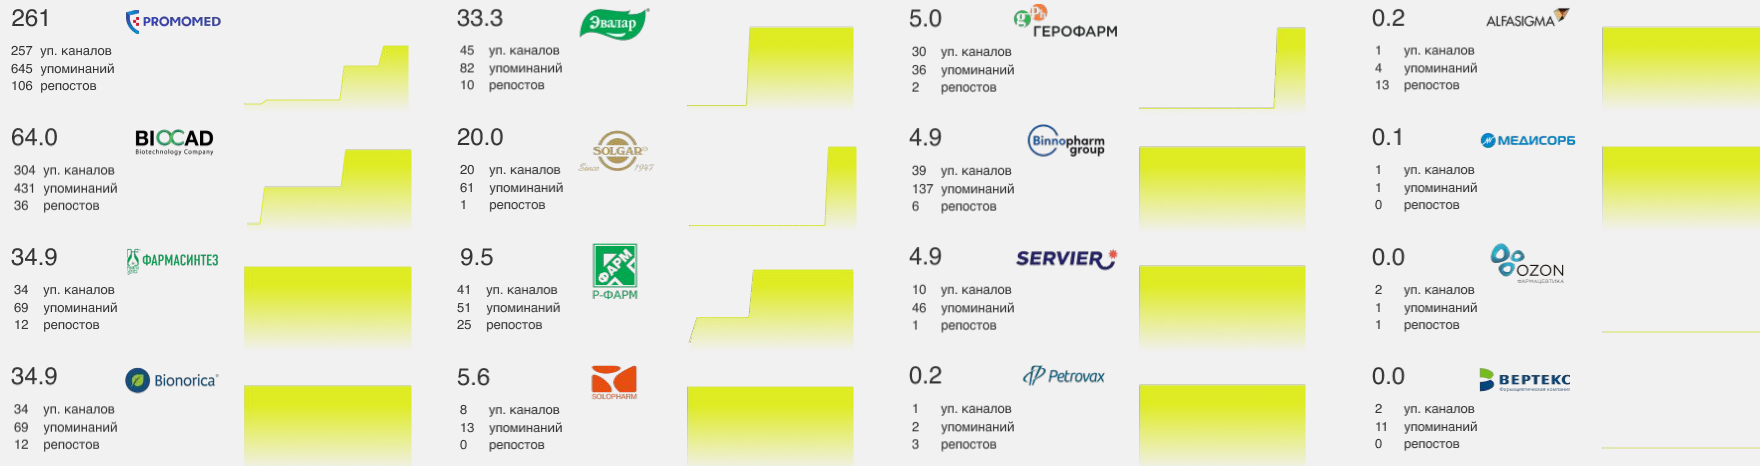 261
PROMOMED
257 уп. каналов
645 упоминаний
106 репостов
64.0
BIOCAD
Biotechnology Company
304 уп. каналов
431 упоминаний
36 репостов
34.9
ФАРМАСИНТЕЗ
34 уп. каналов
69 упоминаний
12 репостов
34.9
Bionorica®
34 уп. каналов
69 упоминаний
12 репостов
33.3
Эвалар®
45 уп. каналов
82 упоминаний
10 репостов
20.0
SOLGAR®
Since 1947
20 уп. каналов
61 упоминаний
1 репостов
9.5
ФАРМ
Р-ФАРМ
41 уп. каналов
51 упоминаний
25 репостов
5.6
SOLOPHARM
8 уп. каналов
13 упоминаний
0 репостов
5.0
g Ph
ГЕРОФАРМ
30 уп. каналов
36 упоминаний
2 репостов
4.9
Binnopharm
group
39 уп. каналов
137 упоминаний
6 репостов
4.9
SERVIER
10 уп. каналов
46 упоминаний
1 репостов
0.2
Petrovax
1 уп. каналов
2 упоминаний
3 репостов
0.2
ALFASIGMA
1 уп. каналов
4 упоминаний
13 репостов
0.1
МЕДИСОРБ
1 уп. каналов
1 упоминаний
0 репостов
0.0
OZON
ФАРМАЦЕВТИКА
2 уп. каналов
1 упоминаний
1 репостов
0.0
ВЕРТЕКС
Фармацевтическая компания
2 уп. каналов
11 упоминаний
0 репостов